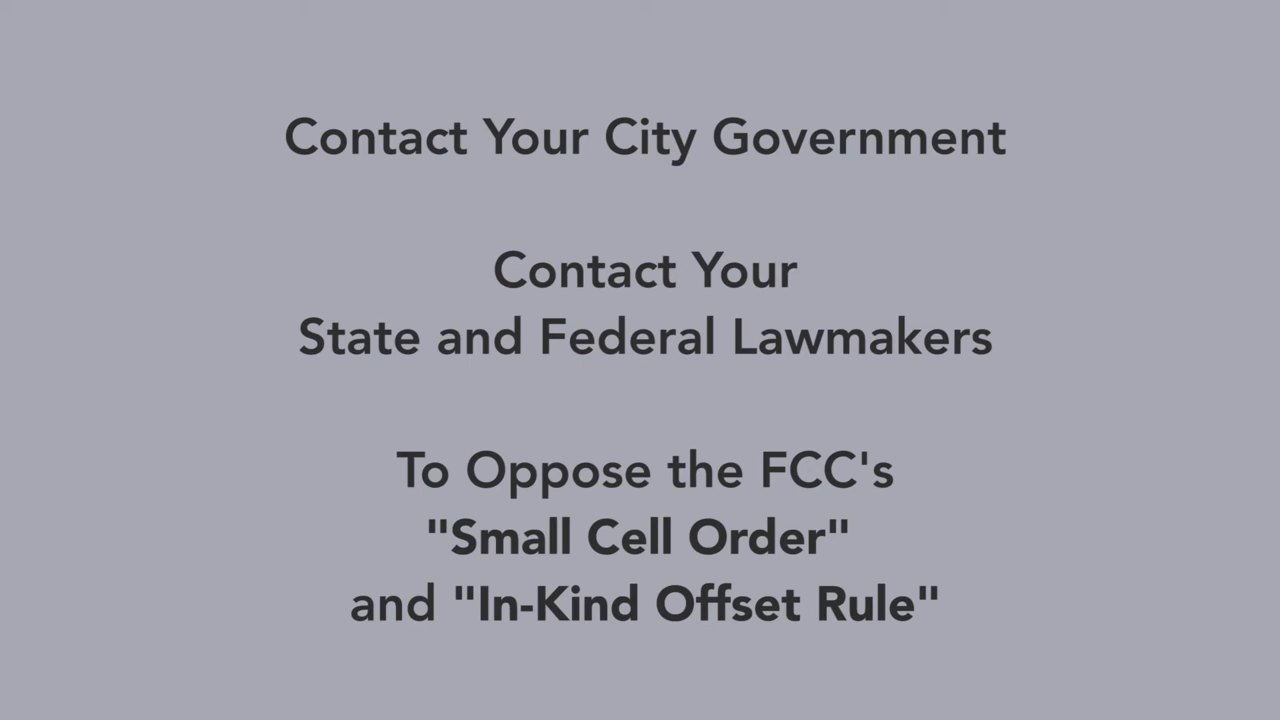 Contact Your City Government
Contact Your
State and Federal Lawmakers
To Oppose the FCC's
"Small Cell Order"
and "In-Kind Offset Rule"